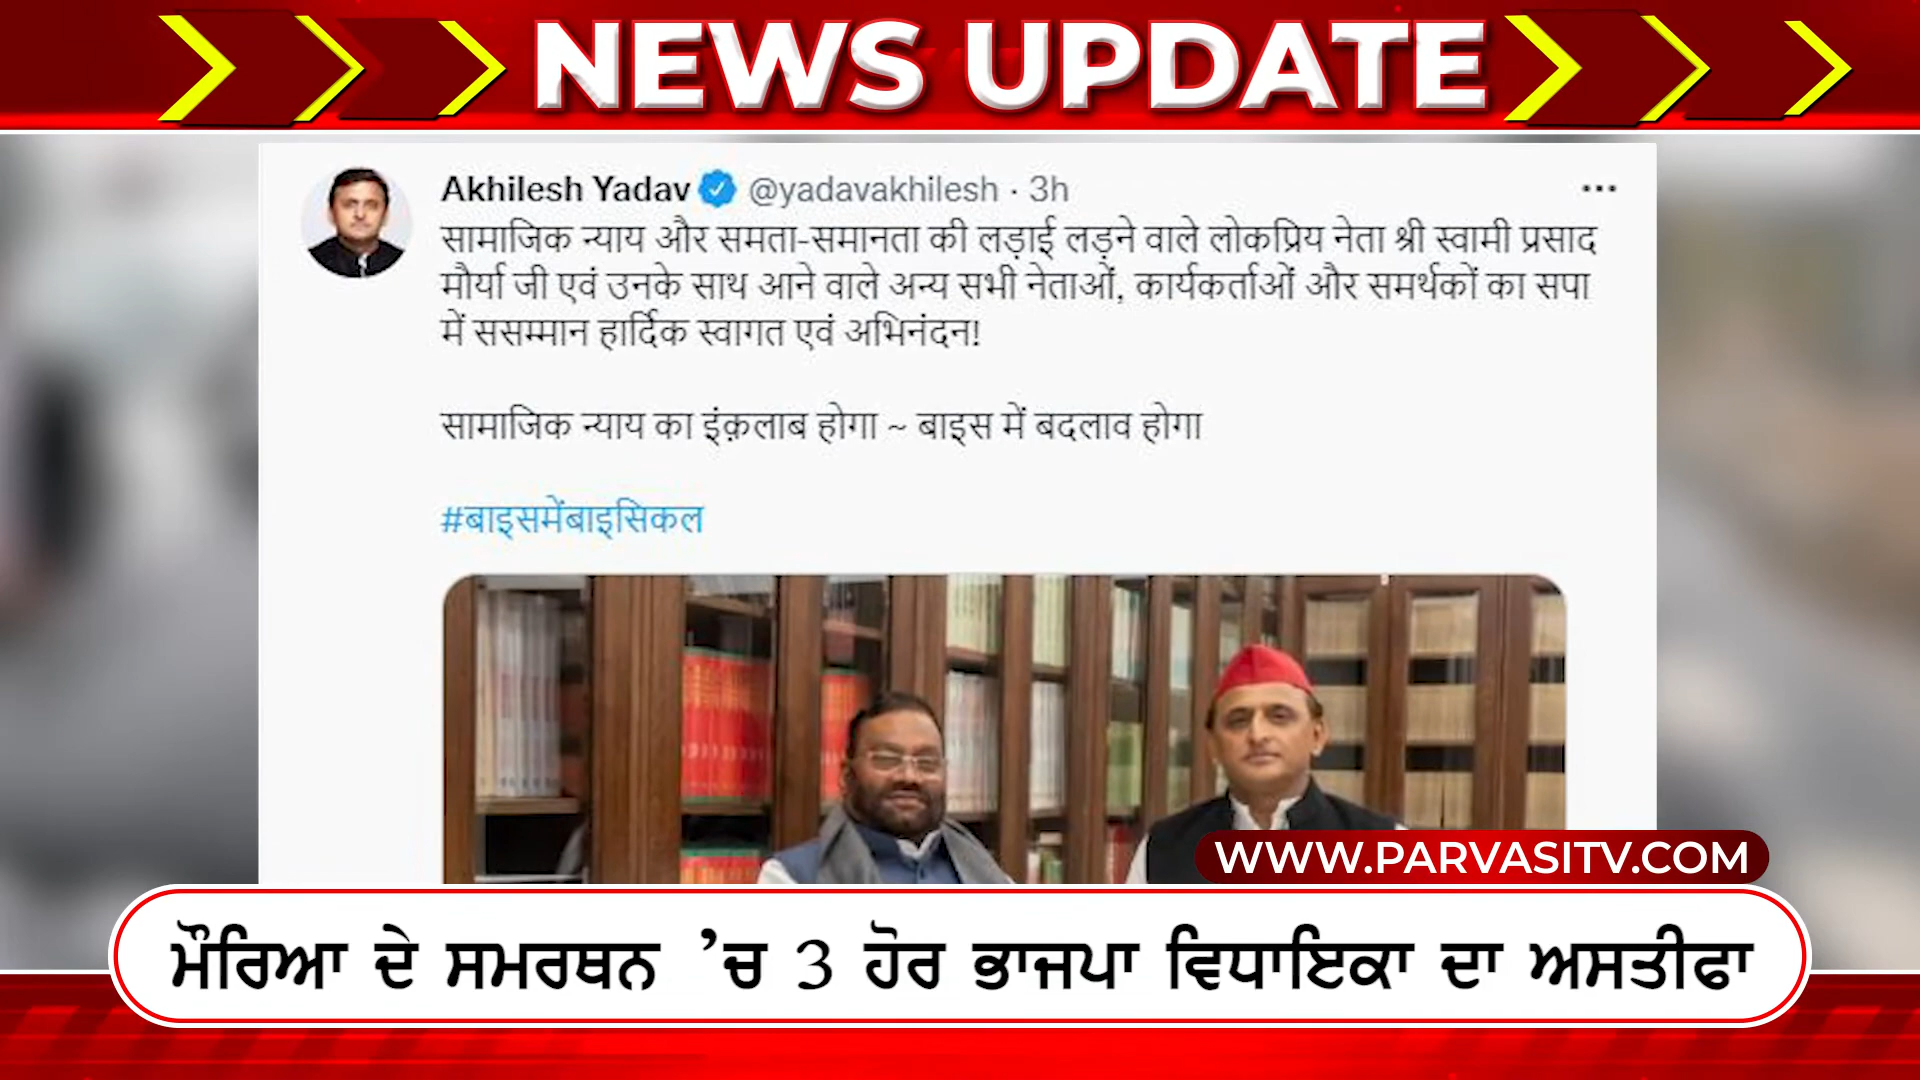 NEWS UPDATE
Akhilesh Yadav @yadavakhilesh · 3h
सामाजिक न्याय और समता-समानता की लड़ाई लड़ने वाले लोकप्रिय नेता श्री स्वामी प्रसाद
मौर्या जी एवं उनके साथ आने वाले अन्य सभी नेताओं, कार्यकर्ताओं और समर्थकों का सपा
में ससम्मान हार्दिक स्वागत एवं अभिनंदन!
सामाजिक न्याय का इंक़लाब होगा ~ बाइस में बदलाव होगा
#बाइसमेंबाइसिकल
WWW.PARVASITV.COM
ਮੌਰਿਆ ਦੇ ਸਮਰਥਨ ’ਚ 3 ਹੋਰ ਭਾਜਪਾ ਵਿਧਾਇਕਾ ਦਾ ਅਸਤੀਫਾ